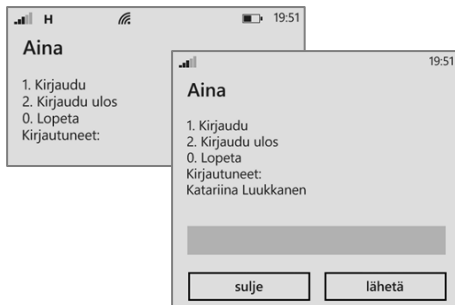 H 19:51
Aina
1. Kirjaudu
2. Kirjaudu ulos
0. Lopeta
Kirjautuneet:
19:51
Aina
1. Kirjaudu
2. Kirjaudu ulos
0. Lopeta
Kirjautuneet:
Katariina Luukkanen
sulje lähetä